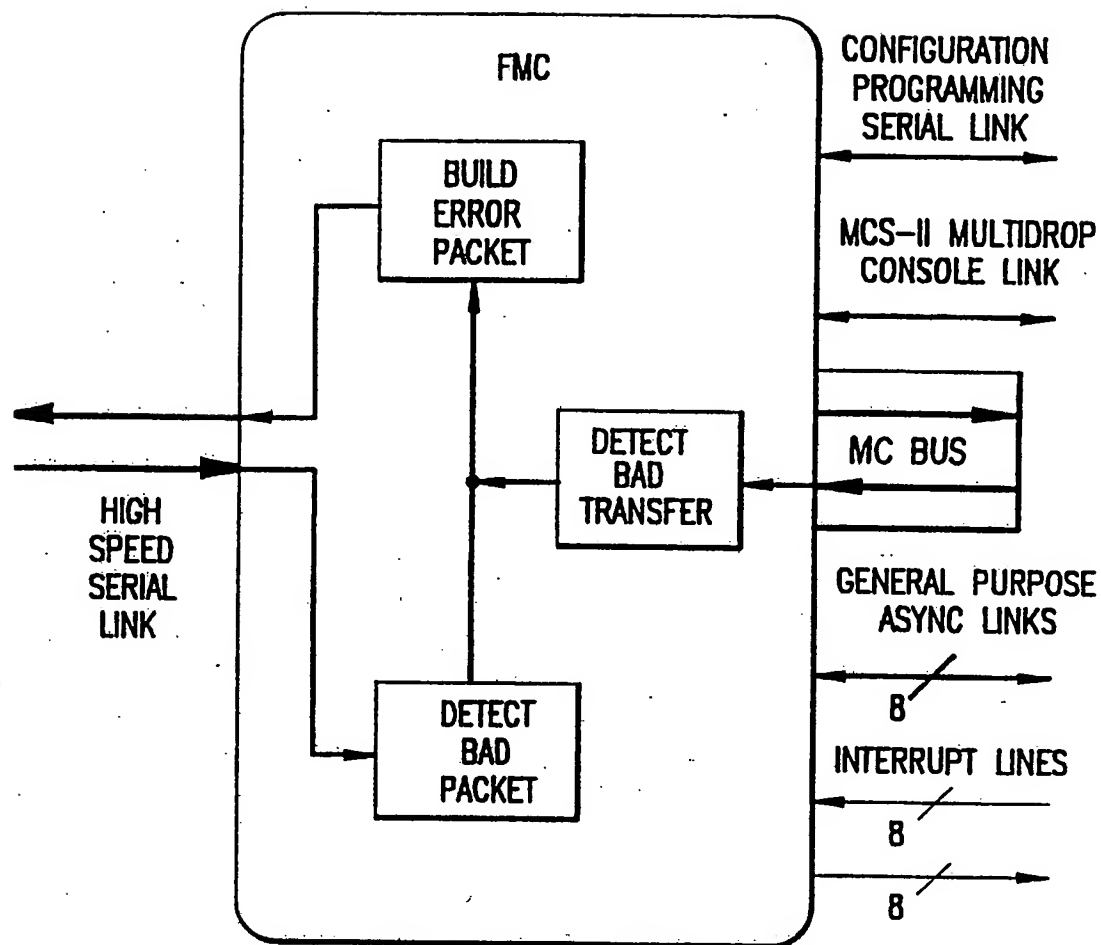 FMC
BUILD
ERROR
PACKET
DETECT
BAD
TRANSFER
DETECT
BAD
PACKET
HIGH
SPEED
SERIAL
LINK
CONFIGURATION
PROGRAMMING
SERIAL LINK
MCS-II MULTIDROP
CONSOLE LINK
MC BUS
GENERAL PURPOSE
ASYNC LINKS
8
INTERRUPT LINES
8
8